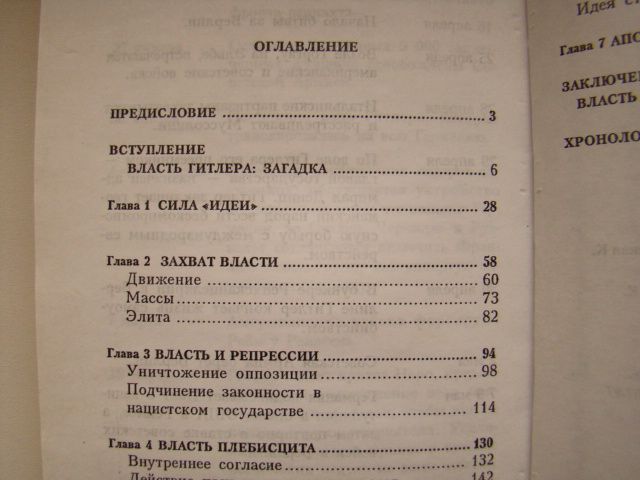 ОГЛАВЛЕНИЕ
ПРЕДИСЛОВИЕ ........ 3
ВСТУПЛЕНИЕ
ВЛАСТЬ ГИТЛЕРА: ЗАГАДКА ........ 6
Глава 1 СИЛА «ИДЕИ» ........ 28
Глава 2 ЗАХВАТ ВЛАСТИ ........ 58
Движение ........ 60
Массы ........ 73
Элита ........ 82
Глава 3 ВЛАСТЬ И РЕПРЕССИИ ........ 94
Уничтожение оппозиции ........ 98
Подчинение законности в
нацистском государстве ........ 114
Глава 4 ВЛАСТЬ ПЛЕБИСЦИТА ........ 130
Внутреннее согласие ........ 132
Действие ........ 142
Идея
Глава 7 АПО
ЗАКЛЮЧЕ
ВЛАСТЬ
ХРОНОЛО